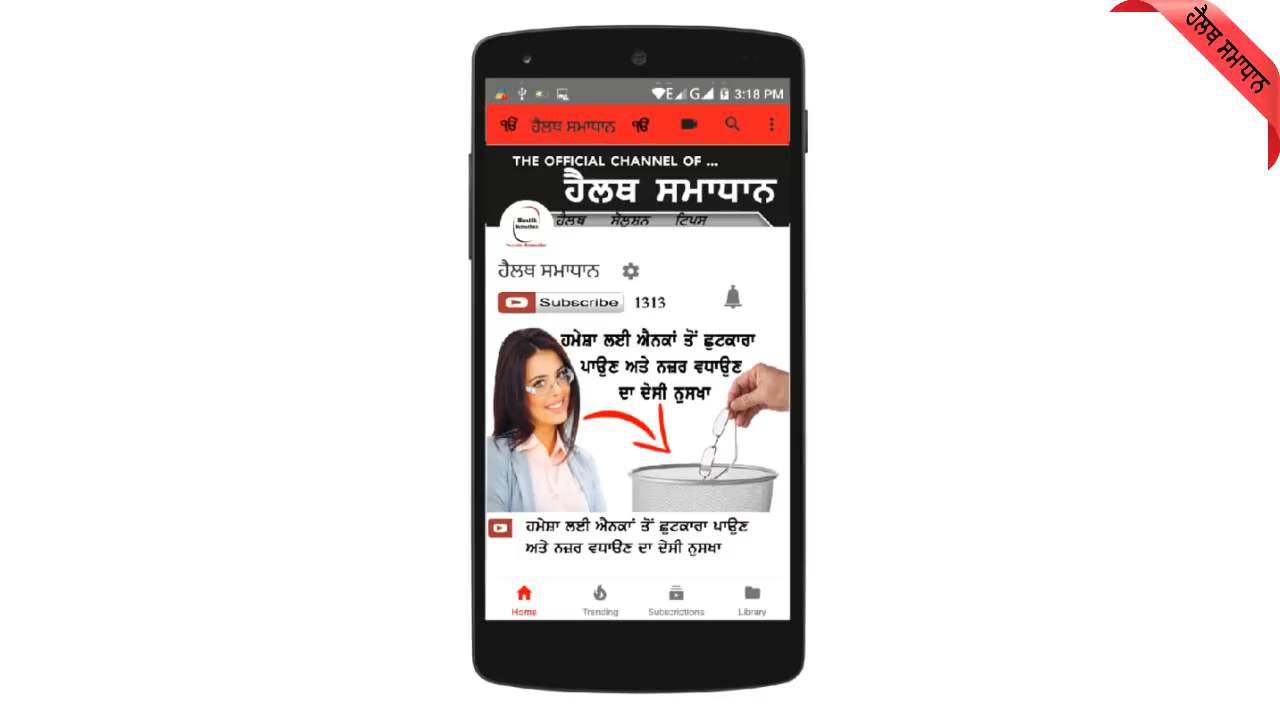 ਹੈਲਥ ਸਮਾਧਾਨ
E G 3:18 PM
ੴ ਹੈਲਥ ਸਮਾਧਾਨ ੴ
THE OFFICIAL CHANNEL OF ...
ਹੈਲਥ ਸਮਾਧਾਨ
ਹੈਲਥ ਸੋਲੂਸ਼ਨ ਟਿਪਸ
Health
ਹੈਲਥ ਸਮਾਧਾਨ
Subscribe 1313
ਹਮੇਸ਼ਾ ਲਈ ਐਨਕਾਂ ਤੋਂ ਛੁਟਕਾਰਾ
ਪਾਉਣ ਅਤੇ ਨਜ਼ਰ ਵਧਾਉਣ
ਦਾ ਦੇਸੀ ਨੁਸਖਾ
ਹਮੇਸ਼ਾ ਲਈ ਐਨਕਾਂ ਤੋਂ ਛੁਟਕਾਰਾ ਪਾਉਣ
ਅਤੇ ਨਜ਼ਰ ਵਧਾੳਣ ਦਾ ਦੇਸੀ ਨੁਸਖਾ
Home Trending Subscriptions Library